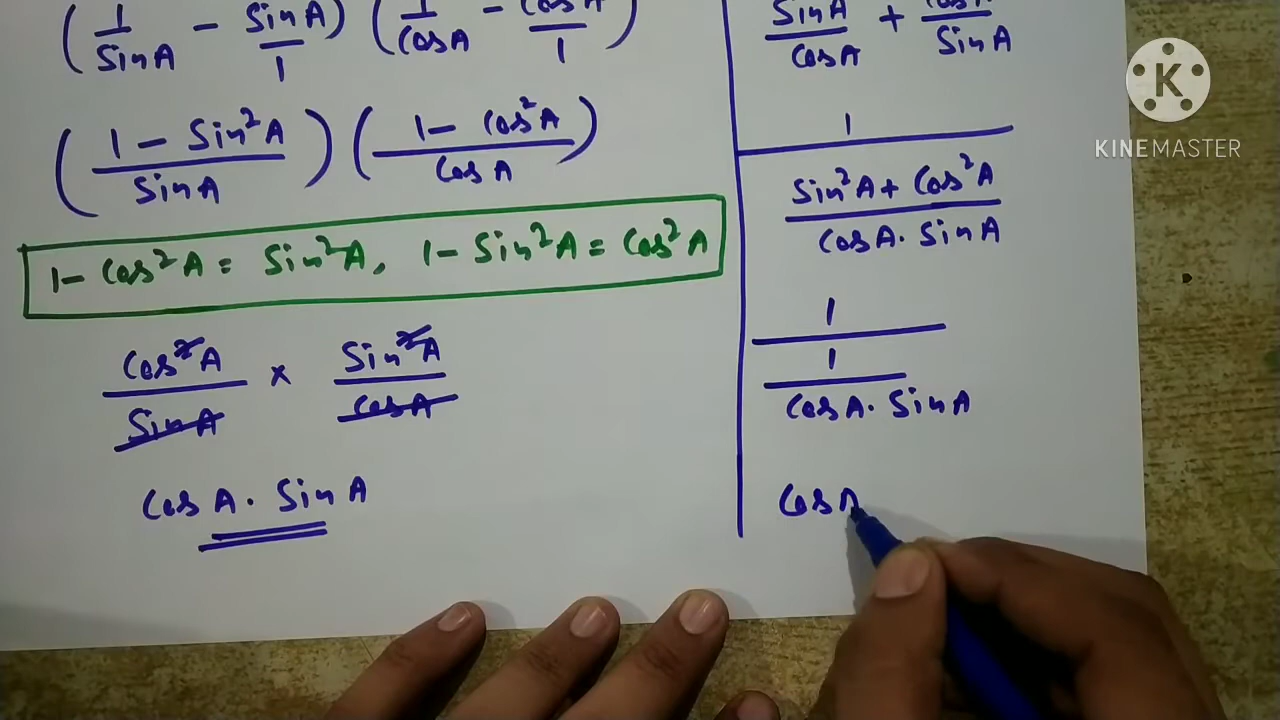 (1/SinA - SinA/1) (1/CosA - CosA/1)
((1 - Sin²A)/SinA) ((1 - Cos²A)/CosA)
1 - Cos²A = Sin²A, 1 - Sin²A = Cos²A
Cos²A/SinA × Sin²A/CosA
CosA · SinA
SinA/CosA + CosA/SinA
1/((Sin²A + Cos²A)/(CosA · SinA))
1/(1/(CosA · SinA))
CosA
K
KINEMASTER